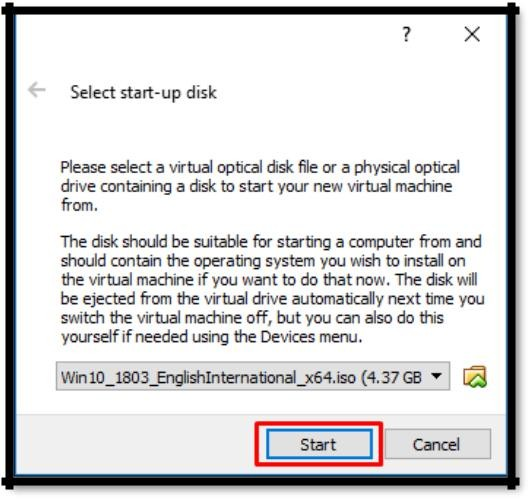 ?
Select start-up disk
Please select a virtual optical disk file or a physical optical
drive containing a disk to start your new virtual machine
from.
The disk should be suitable for starting a computer from and
should contain the operating system you wish to install on
the virtual machine if you want to do that now. The disk will
be ejected from the virtual drive automatically next time you
switch the virtual machine off, but you can also do this
yourself if needed using the Devices menu.
Win10_1803_EnglishInternational_x64.iso (4.37 GB
Start Cancel